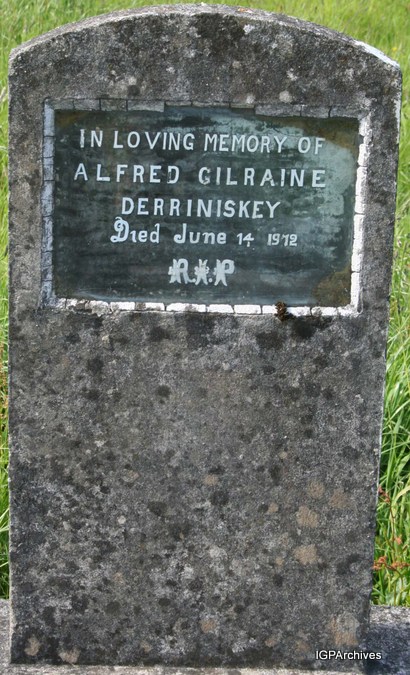 IN LOVING MEMORY OF
ALFRED GILRAINE
DERRINISKEY
Died June 14 1972
R.I.P
IGPArchives